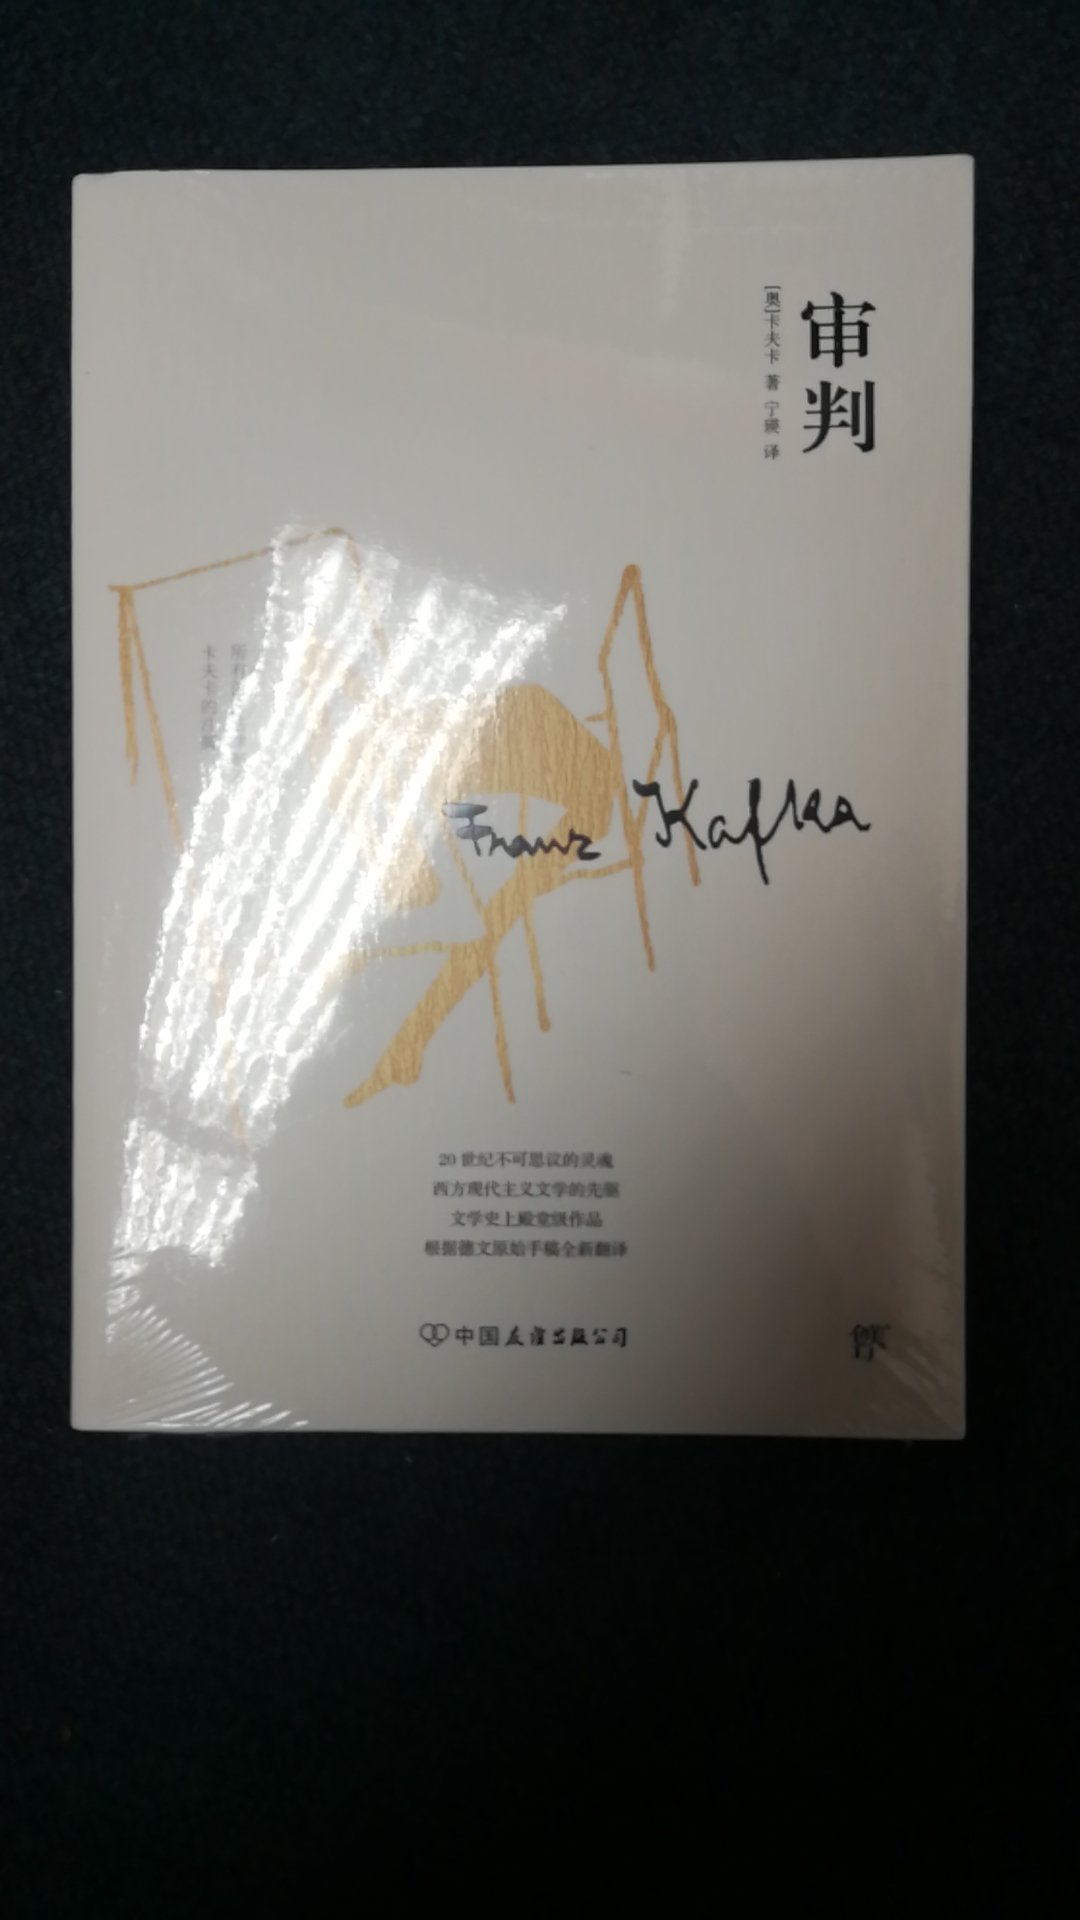 审判
[奥]卡夫卡 著 宁瑛 译
Franz Kafka
20世纪不可思议的灵魂
西方现代主义文学的先驱
文学史上殿堂级作品
根据德文原始手稿全新翻译
中国友谊出版公司